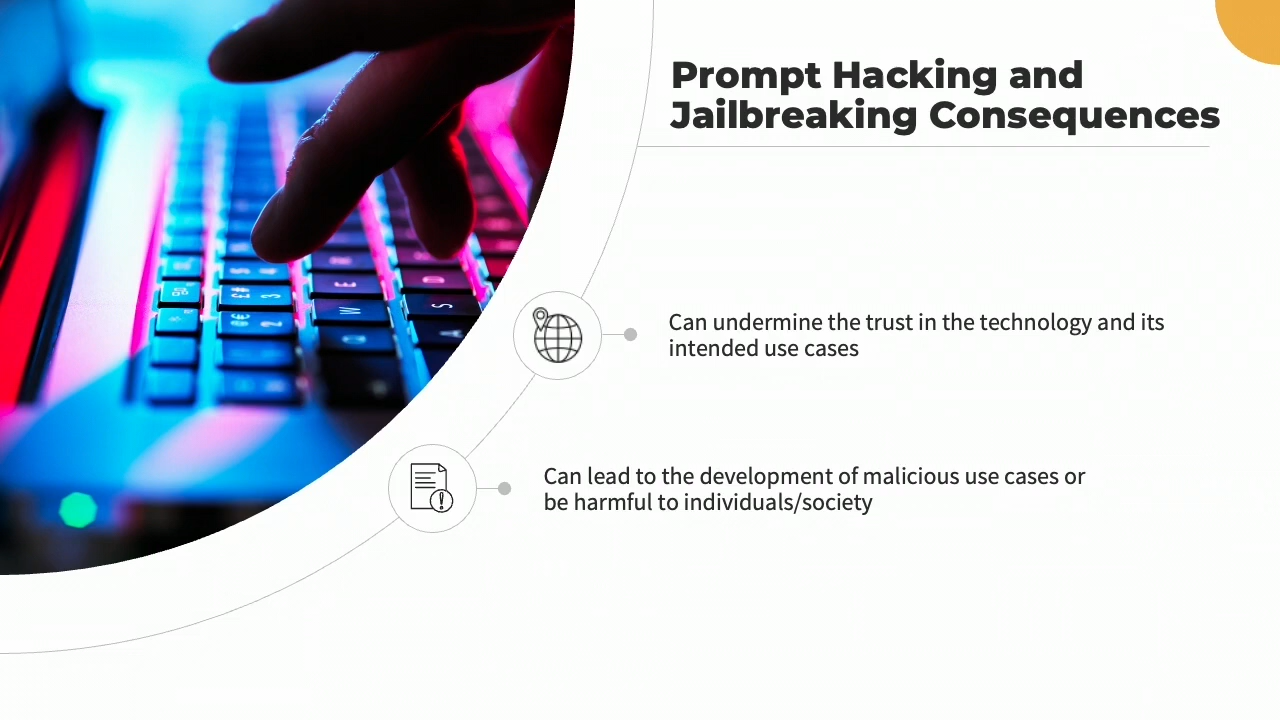 Prompt Hacking and
Jailbreaking Consequences
Can undermine the trust in the technology and its
intended use cases
Can lead to the development of malicious use cases or
be harmful to individuals/society